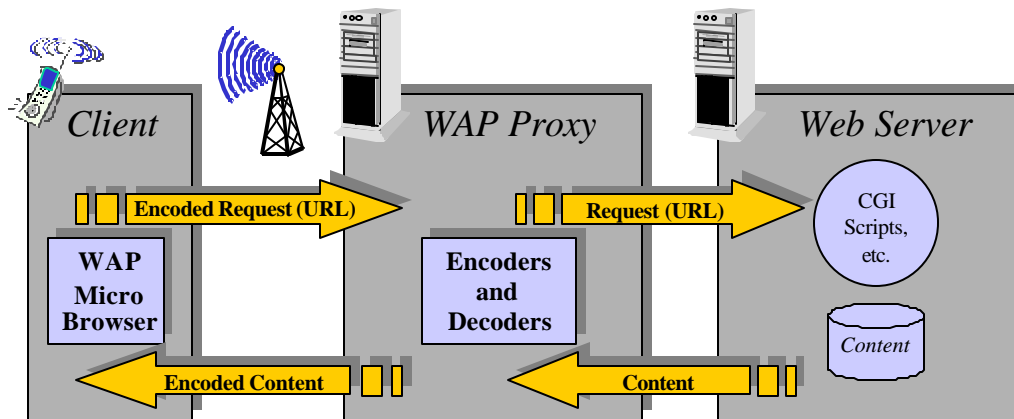 Client
WAP Proxy
Web Server
Encoded Request (URL)
Request (URL)
CGI
Scripts,
etc.
WAP
Micro
Browser
Encoders
and
Decoders
Content
Encoded Content
Content